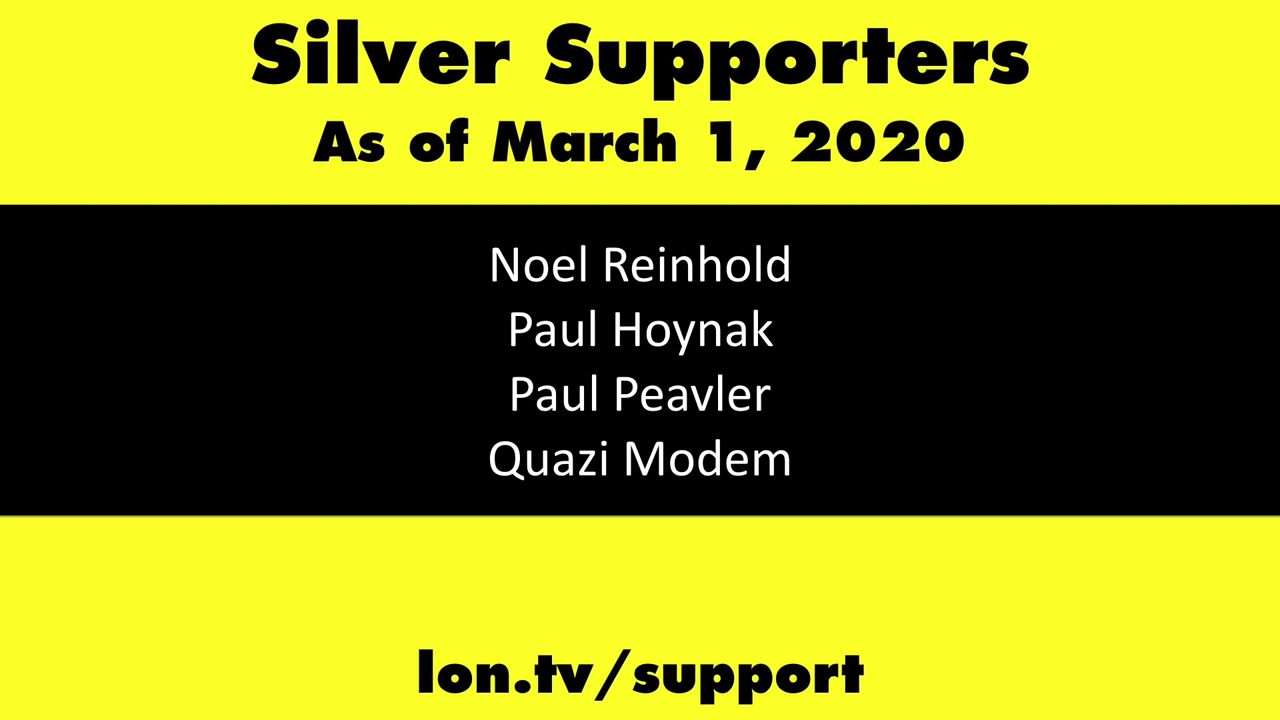 Silver Supporters
As of March 1, 2020
Noel Reinhold
Paul Hoynak
Paul Peavler
Quazi Modem
lon.tv/support